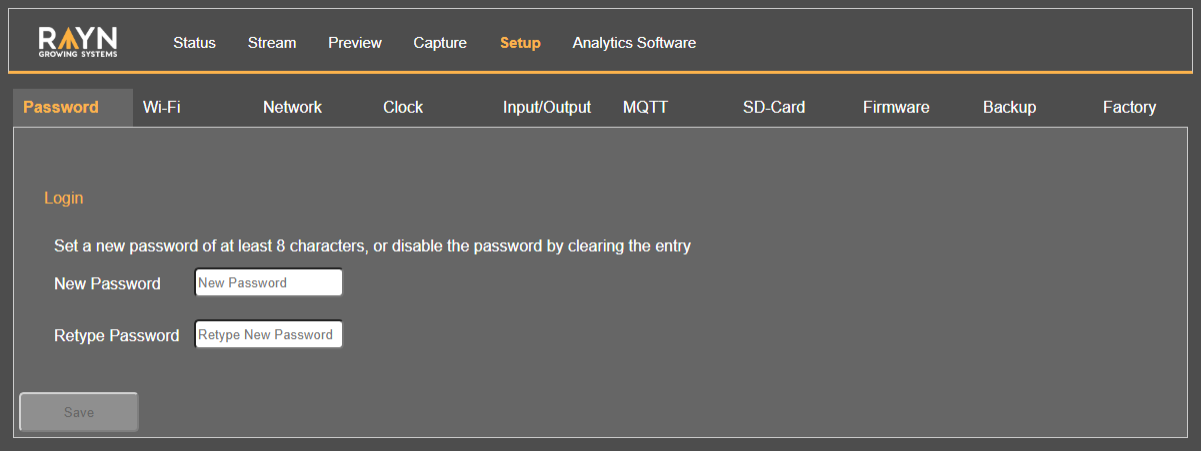 RAYN
GROWING SYSTEMS
Status Stream Preview Capture Setup Analytics Software
Password Wi-Fi Network Clock Input/Output MQTT SD-Card Firmware Backup Factory
Login
Set a new password of at least 8 characters, or disable the password by clearing the entry
New Password New Password
Retype Password Retype New Password
Save